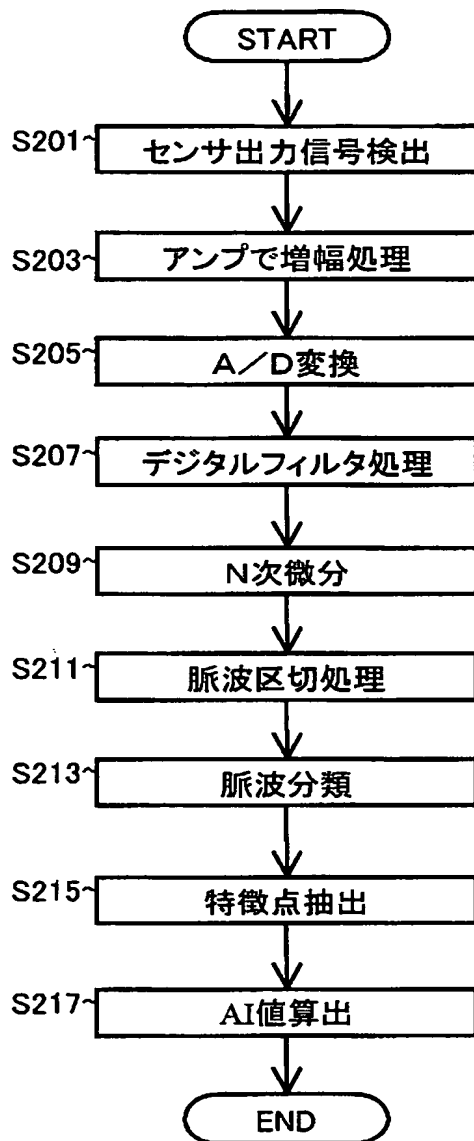 START
S201~ センサ出力信号検出
S203~ アンプで増幅処理
S205~ A/D変換
S207~ デジタルフィルタ処理
S209~ N次微分
S211~ 脈波区切処理
S213~ 脈波分類
S215~ 特徴点抽出
S217~ AI値算出
END